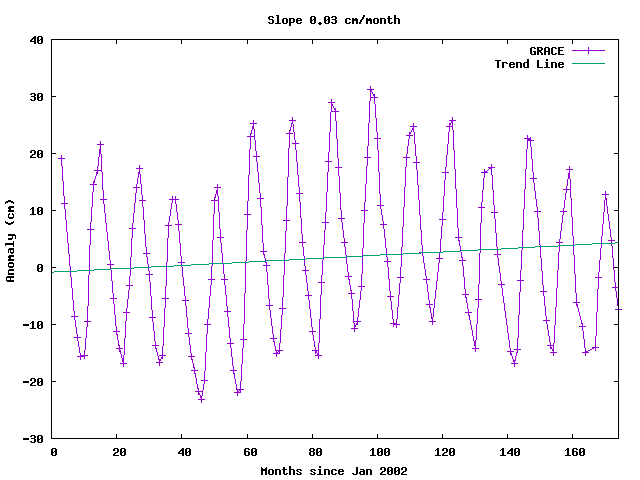 Slope 0.03 cm/month
GRACE
Trend Line
Anomaly (cm)
40
30
20
10
0
-10
-20
-30
0 20 40 60 80 100 120 140 160
Months since Jan 2002